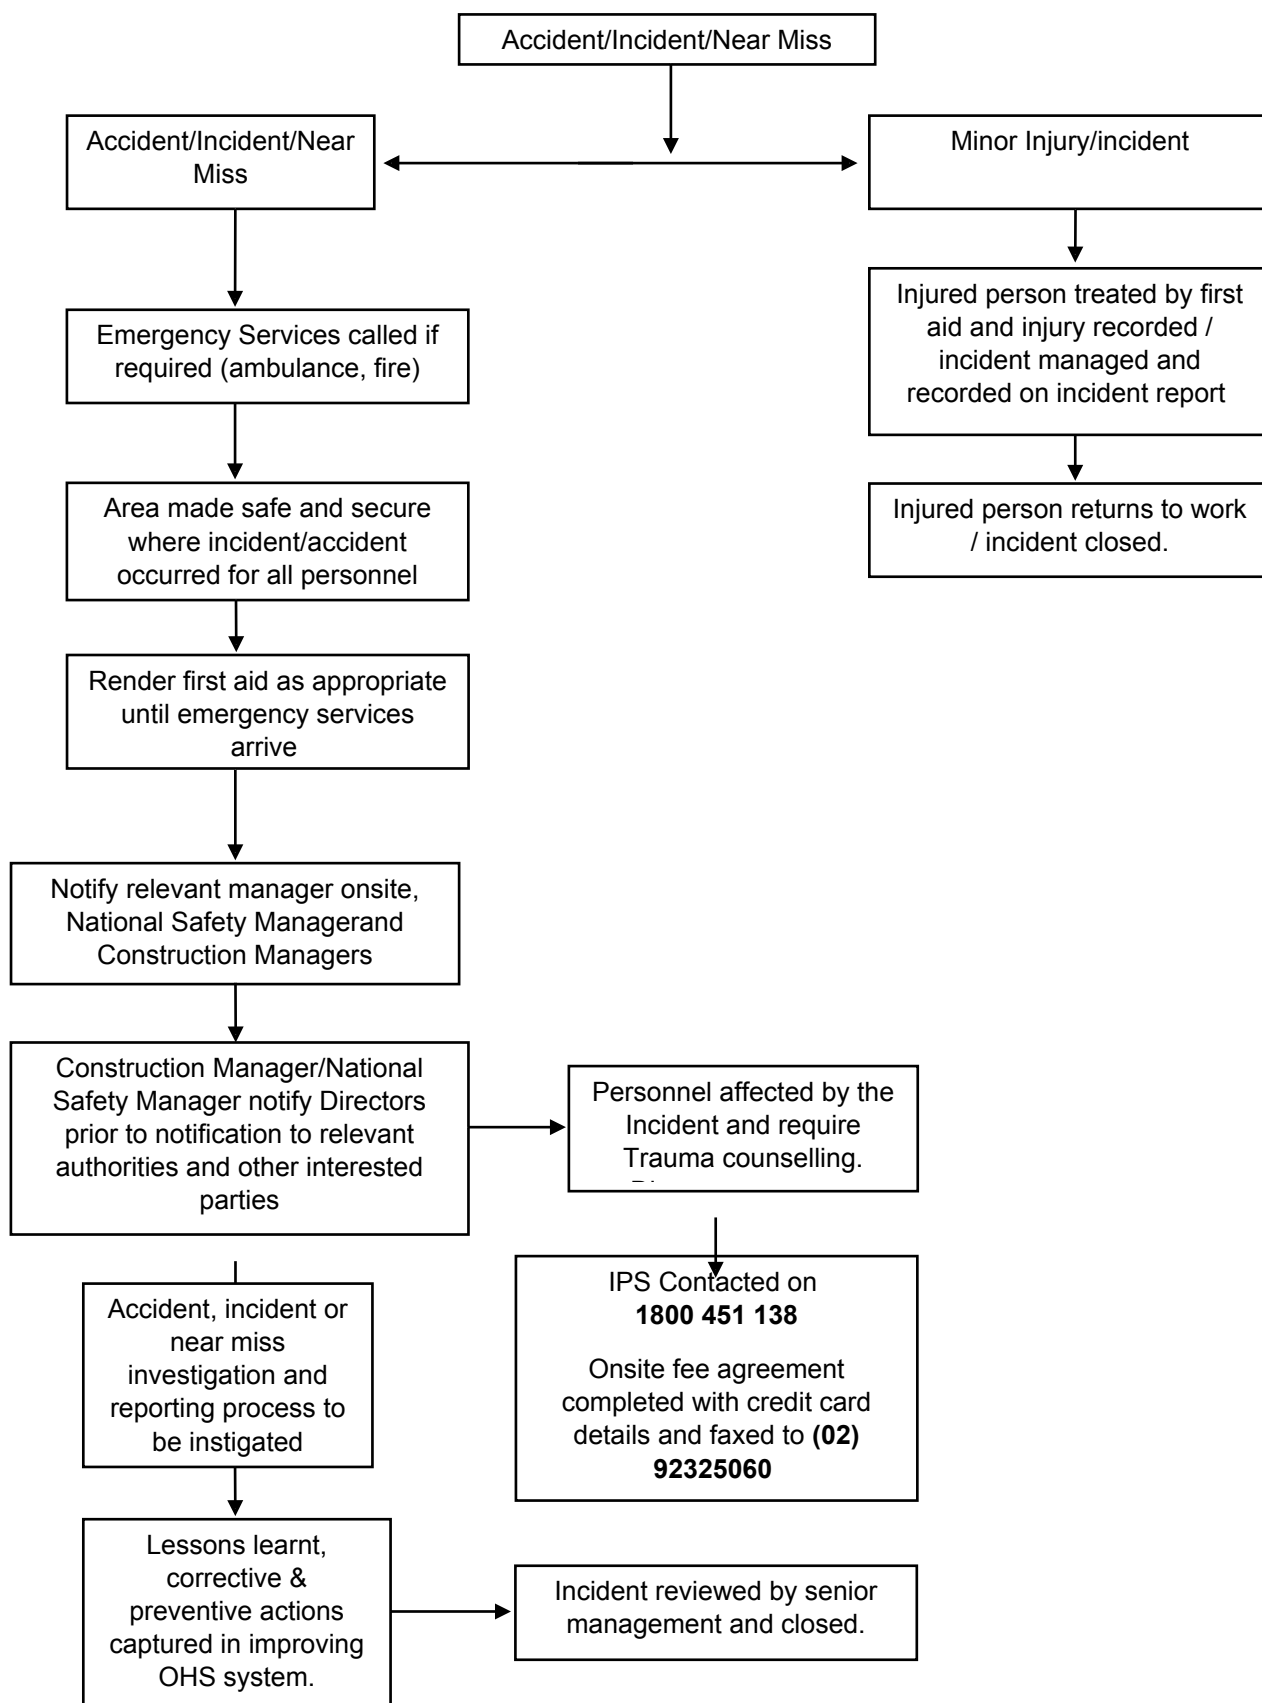 Accident/Incident/Near Miss
Accident/Incident/Near
Miss
Minor Injury/incident
Injured person treated by first
aid and injury recorded /
incident managed and
recorded on incident report
Emergency Services called if
required (ambulance, fire)
Area made safe and secure
where incident/accident
occurred for all personnel
Injured person returns to work
/ incident closed.
Render first aid as appropriate
until emergency services
arrive
Notify relevant manager onsite,
National Safety Managerand
Construction Managers
Construction Manager/National
Safety Manager notify Directors
prior to notification to relevant
authorities and other interested
parties
Personnel affected by the
Incident and require
Trauma counselling.
IPS Contacted on
1800 451 138
Onsite fee agreement
completed with credit card
details and faxed to (02)
92325060
Accident, incident or
near miss
investigation and
reporting process to
be instigated
Lessons learnt,
corrective &
preventive actions
captured in improving
OHS system.
Incident reviewed by senior
management and closed.